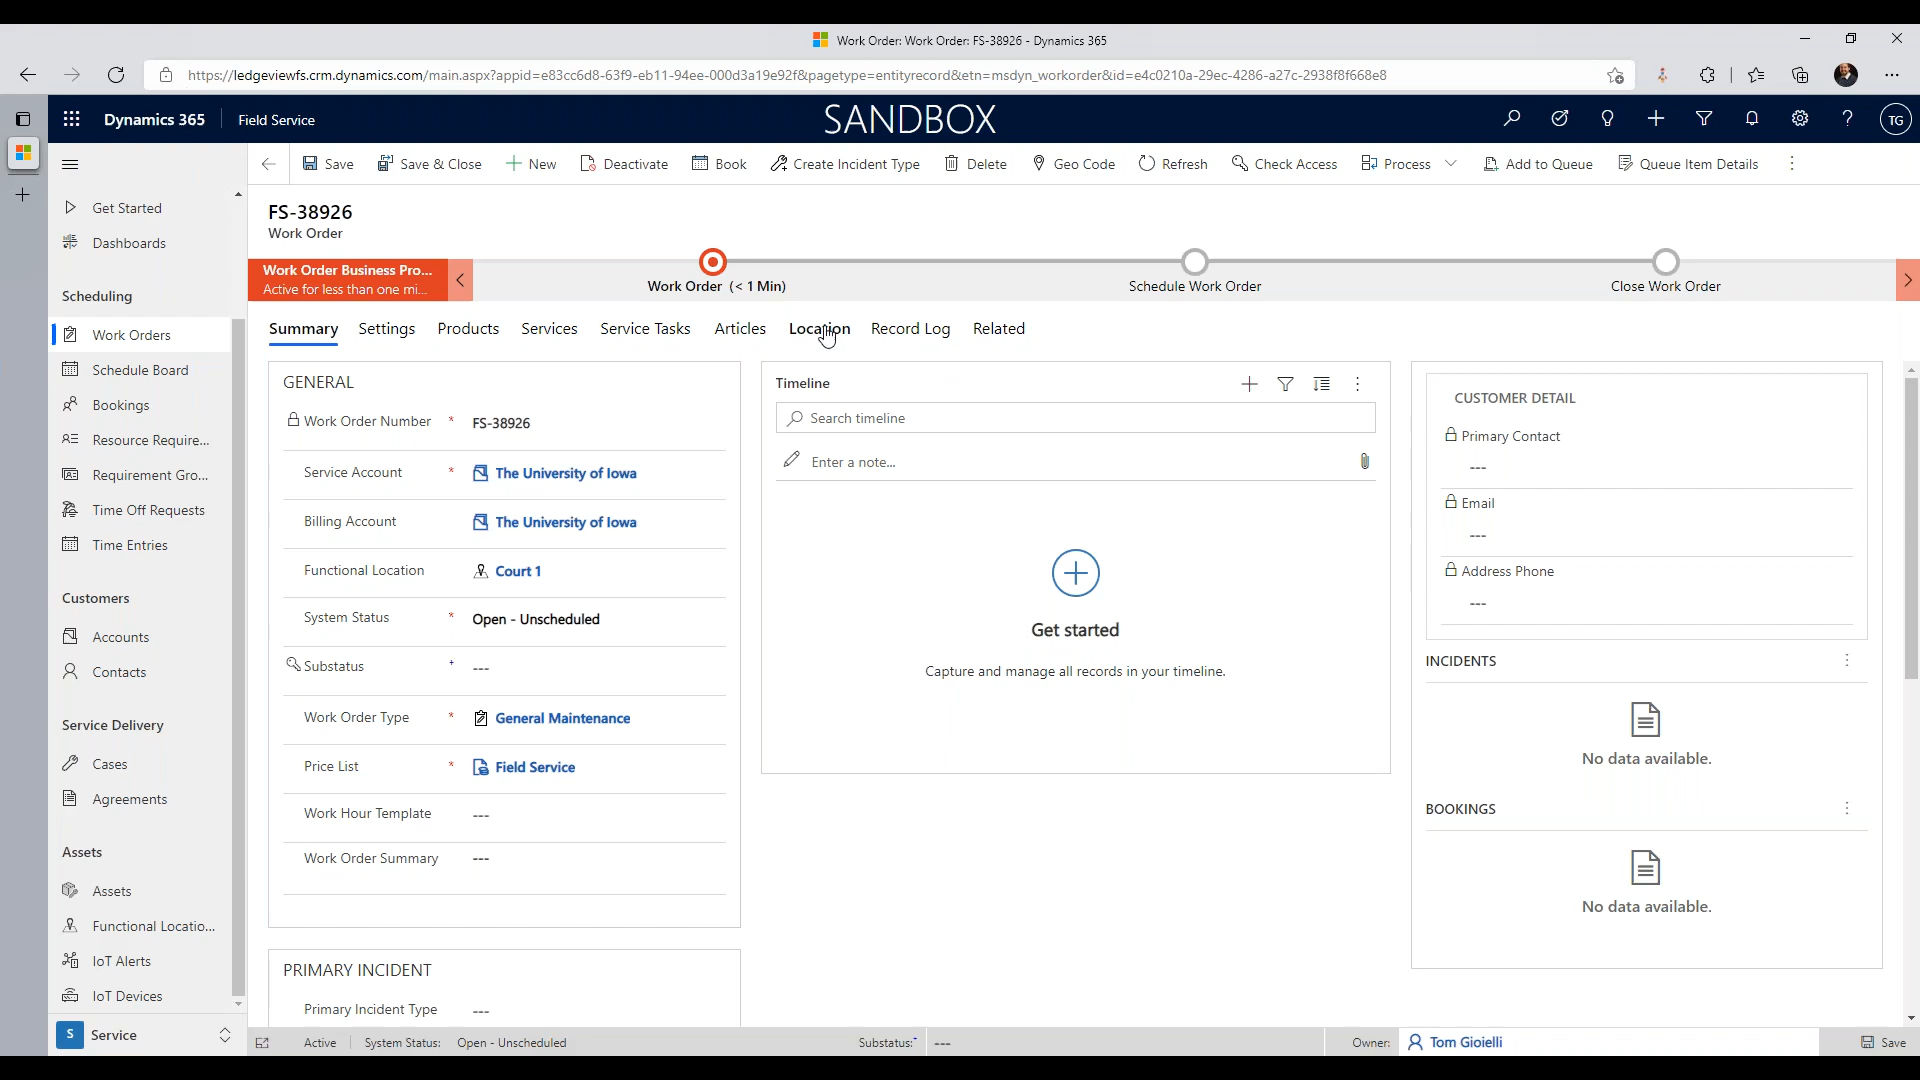 Work Order: Work Order: FS-38926 - Dynamics 365
https://ledgeviewfs.crm.dynamics.com/main.aspx?appid=e83cc6d8-63f9-eb11-94ee-000d3a19e92f&pagetype=entityrecord&etn=msdyn_workorder&id=e4c0210a-29ec-4286-a27c-2938f8f668e8
Dynamics 365
Field Service
SANDBOX
TG
Save
Save & Close
New
Deactivate
Book
Create Incident Type
Delete
Geo Code
Refresh
Check Access
Process
Add to Queue
Queue Item Details
Get Started
Dashboards
Scheduling
Work Orders
Schedule Board
Bookings
Resource Require...
Requirement Gro...
Time Off Requests
Time Entries
Customers
Accounts
Contacts
Service Delivery
Cases
Agreements
Assets
Assets
Functional Locatio...
IoT Alerts
IoT Devices
S Service
FS-38926
Work Order
Work Order Business Pro...
Active for less than one mi...
Work Order (< 1 Min)
Schedule Work Order
Close Work Order
Summary
Settings
Products
Services
Service Tasks
Articles
Location
Record Log
Related
GENERAL
Work Order Number * FS-38926
Service Account * The University of Iowa
Billing Account The University of Iowa
Functional Location Court 1
System Status * Open - Unscheduled
Substatus + ---
Work Order Type * General Maintenance
Price List * Field Service
Work Hour Template ---
Work Order Summary ---
PRIMARY INCIDENT
Primary Incident Type ---
Timeline
Search timeline
Enter a note...
Get started
Capture and manage all records in your timeline.
CUSTOMER DETAIL
Primary Contact
---
Email
---
Address Phone
---
INCIDENTS
No data available.
BOOKINGS
No data available.
Active
System Status: Open - Unscheduled
Substatus:+ ---
Owner: Tom Gioielli
Save